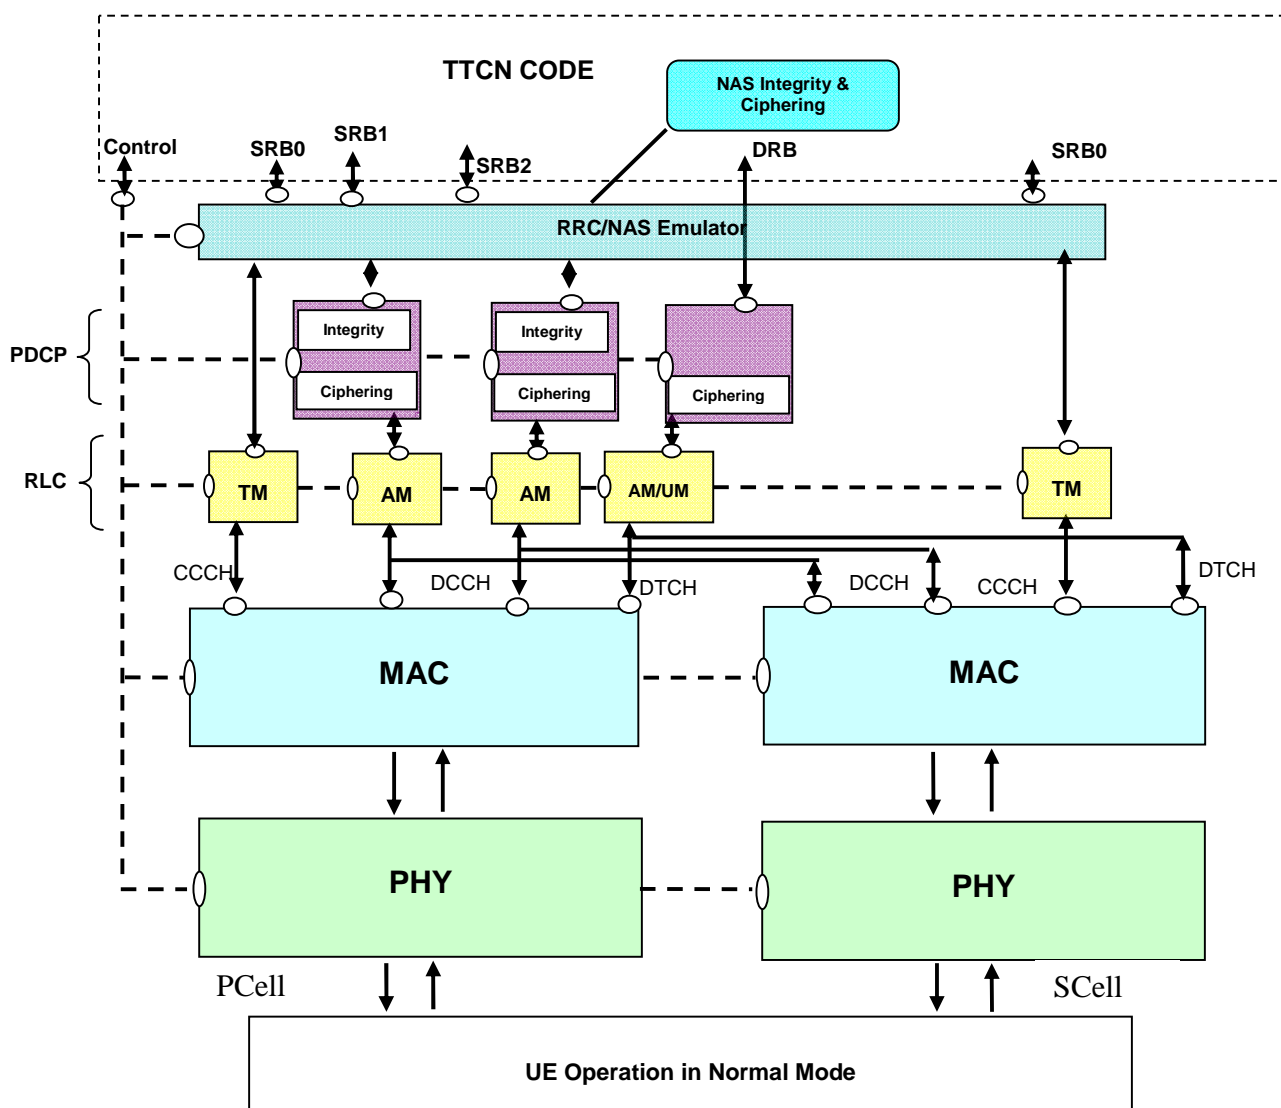 TTCN CODE
NAS Integrity &
Ciphering
Control
SRB0
SRB1
SRB2
DRB
SRB0
RRC/NAS Emulator
PDCP
Integrity
Ciphering
Integrity
Ciphering
Ciphering
RLC
TM
AM
AM
AM/UM
TM
CCCH
DCCH
DTCH
DCCH
CCCH
DTCH
MAC
MAC
PHY
PHY
PCell
SCell
UE Operation in Normal Mode